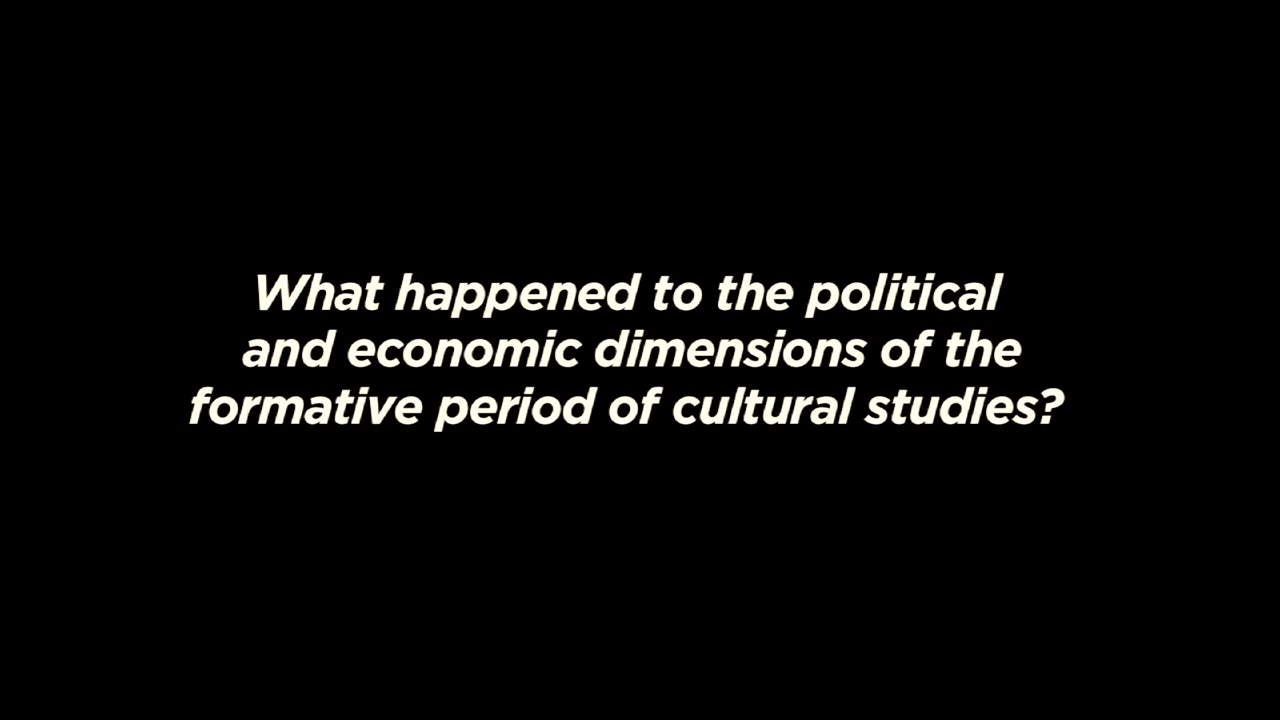 What happened to the political
and economic dimensions of the
formative period of cultural studies?